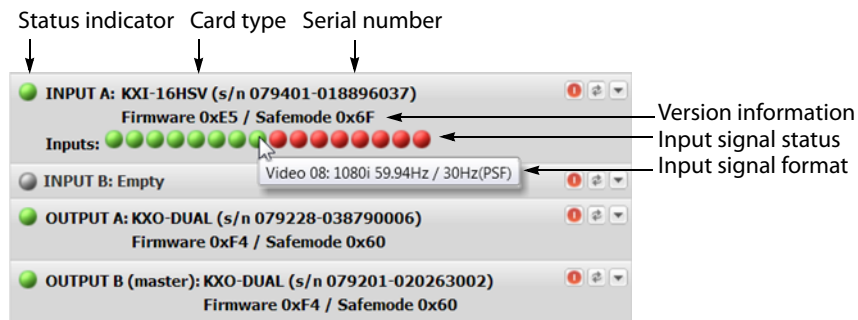 Status indicator Card type Serial number
INPUT A: KXI-16HSV (s/n 079401-018896037)
Firmware 0xE5 / Safemode 0x6F
Version information
Inputs:
Input signal status
Video 08: 1080i 59.94Hz / 30Hz(PSF)
Input signal format
INPUT B: Empty
OUTPUT A: KXO-DUAL (s/n 079228-038790006)
Firmware 0xF4 / Safemode 0x60
OUTPUT B (master): KXO-DUAL (s/n 079201-020263002)
Firmware 0xF4 / Safemode 0x60